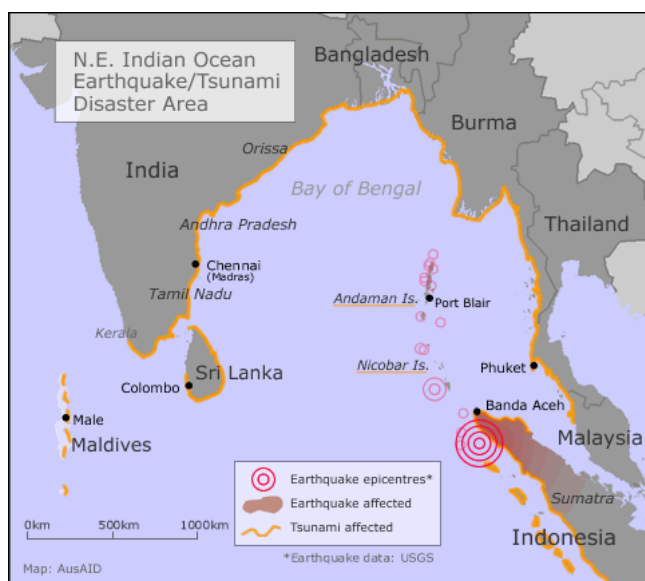 N.E. Indian Ocean
Earthquake/Tsunami
Disaster Area
Bangladesh
Burma
Orissa
India
Bay of Bengal
Thailand
Andhra Pradesh
Chennai
(Madras)
Tamil Nadu
Andaman Is.
Port Blair
Kerala
Nicobar Is.
Phuket
Sri Lanka
Colombo
Banda Aceh
Male
Maldives
Malaysia
Earthquake epicentres*
Earthquake affected
Sumatra
Tsunami affected
0km 500km 1000km
Indonesia
*Earthquake data: USGS
Map: AusAID